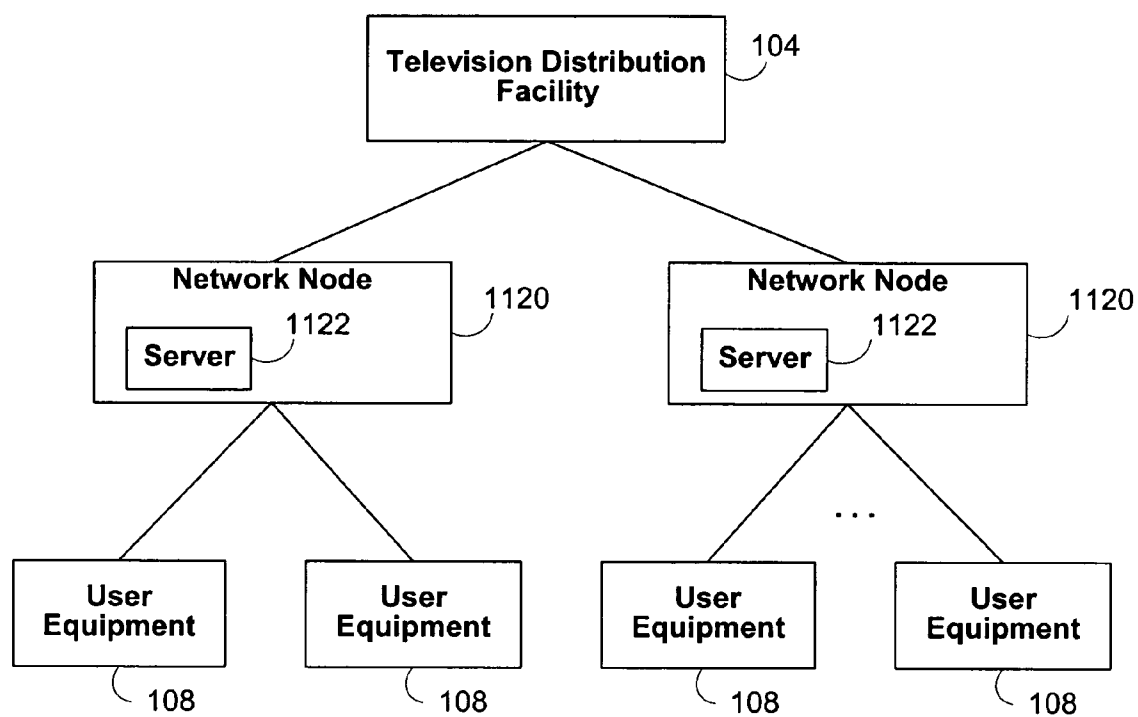 Television Distribution
Facility
104
Network Node
1120
1122
Server
Network Node
1120
1122
Server
. . .
User
Equipment
108
User
Equipment
108
User
Equipment
108
User
Equipment
108